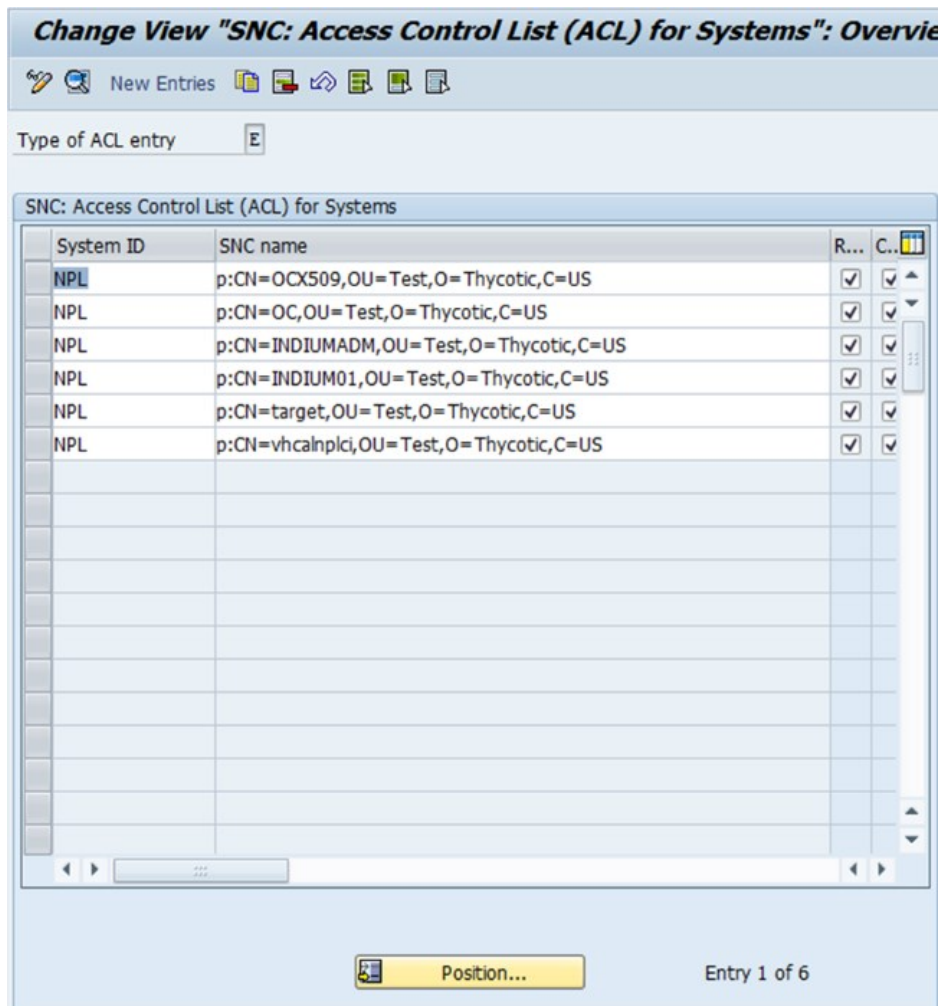 Change View "SNC: Access Control List (ACL) for Systems": Overvie
New Entries
Type of ACL entry E
SNC: Access Control List (ACL) for Systems
System ID SNC name R... C..
NPL p:CN=OCX509,OU=Test,O=Thycotic,C=US
NPL p:CN=OC,OU=Test,O=Thycotic,C=US
NPL p:CN=INDIUMADM,OU=Test,O=Thycotic,C=US
NPL p:CN=INDIUM01,OU=Test,O=Thycotic,C=US
NPL p:CN=target,OU=Test,O=Thycotic,C=US
NPL p:CN=vhcalnplci,OU=Test,O=Thycotic,C=US
Position... Entry 1 of 6